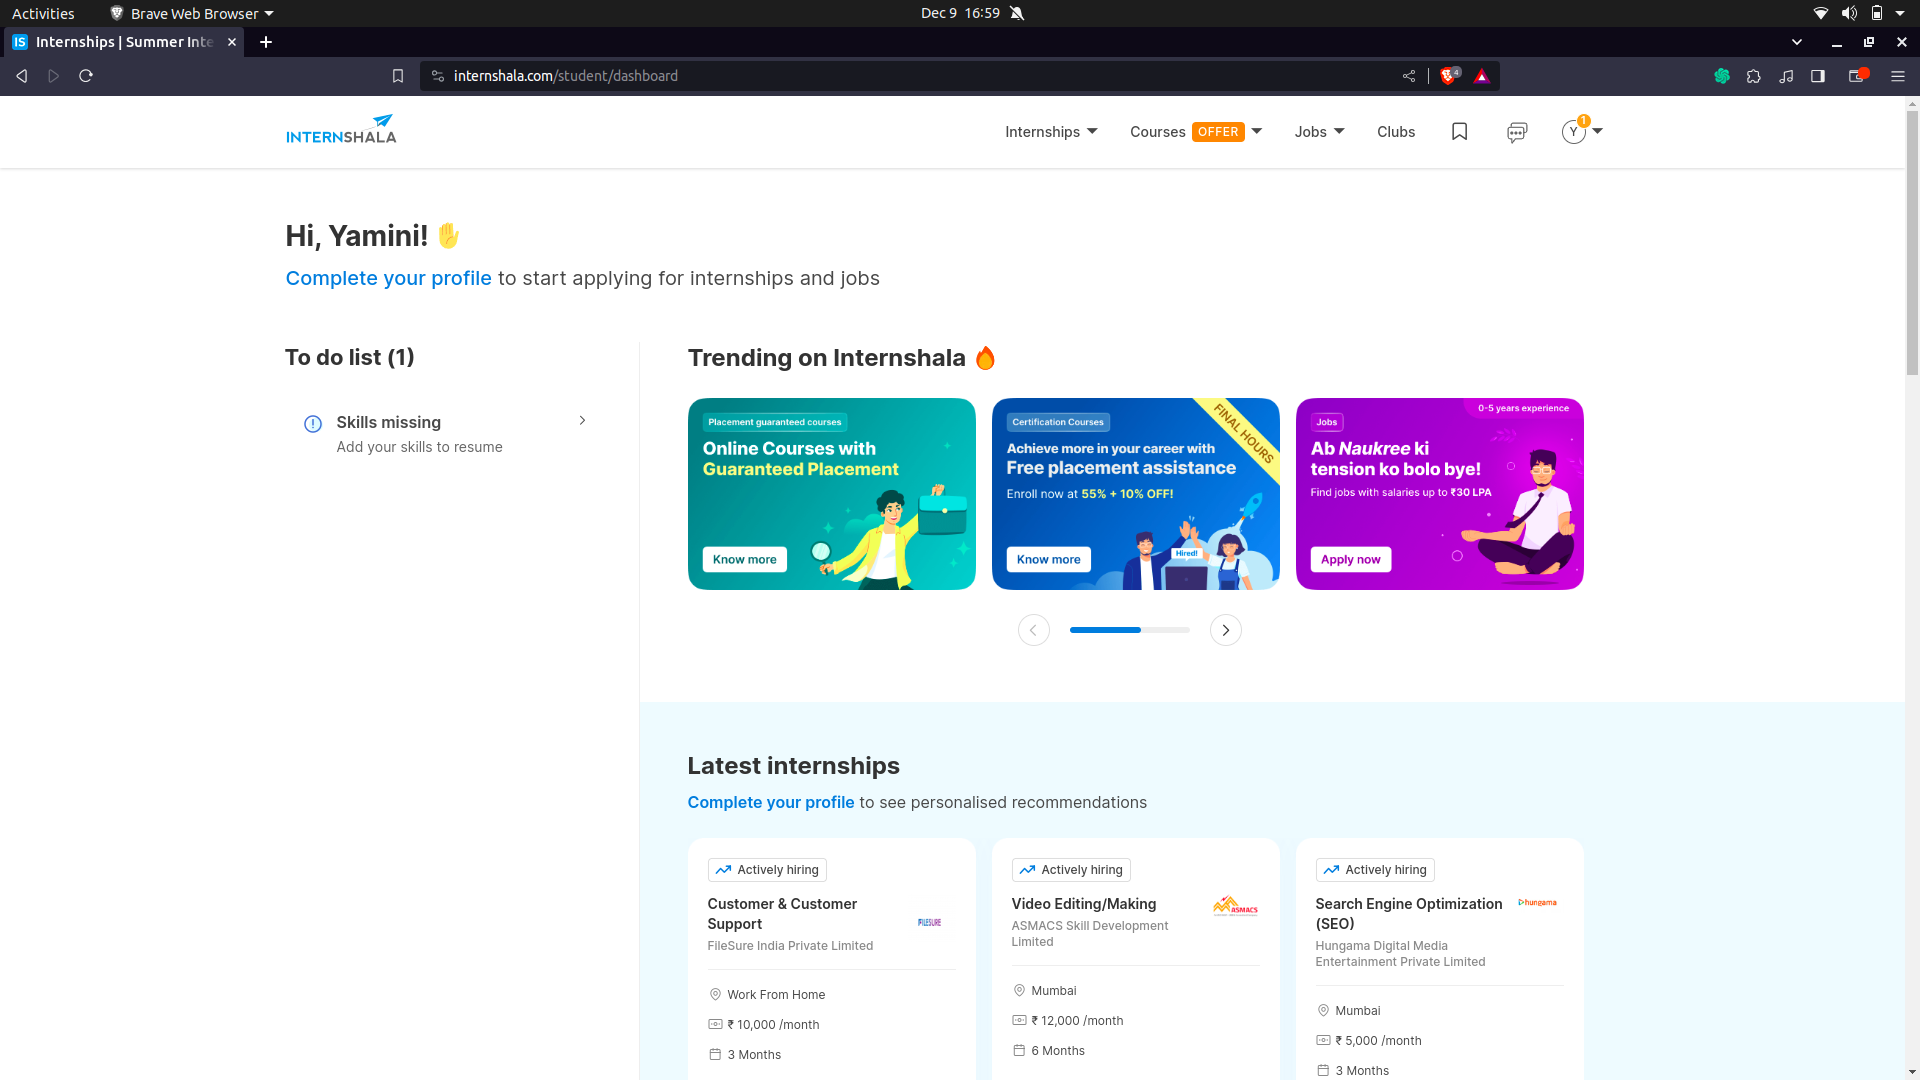 Activities
Brave Web Browser
Dec 9 16:59
IS Internships | Summer Inte
internshala.com/student/dashboard
4
INTERNSHALA
Internships
Courses OFFER
Jobs
Clubs
Y
1
Hi, Yamini!
Complete your profile to start applying for internships and jobs
To do list (1)
Skills missing
Add your skills to resume
Trending on Internshala
Placement guaranteed courses
Online Courses with
Guaranteed Placement
Know more
Certification Courses
FINAL HOURS
Achieve more in your career with
Free placement assistance
Enroll now at 55% + 10% OFF!
Hired!
Know more
0-5 years experience
Jobs
Ab Naukree ki
tension ko bolo bye!
Find jobs with salaries up to ₹30 LPA
Apply now
Latest internships
Complete your profile to see personalised recommendations
Actively hiring
Customer & Customer
Support
FILESURE
FileSure India Private Limited
Work From Home
₹ 10,000 /month
3 Months
Actively hiring
Video Editing/Making
ASMACS
ASMACS Skill Development
Limited
Mumbai
₹ 12,000 /month
6 Months
Actively hiring
Search Engine Optimization
(SEO)
hungama
Hungama Digital Media
Entertainment Private Limited
Mumbai
₹ 5,000 /month
3 Months